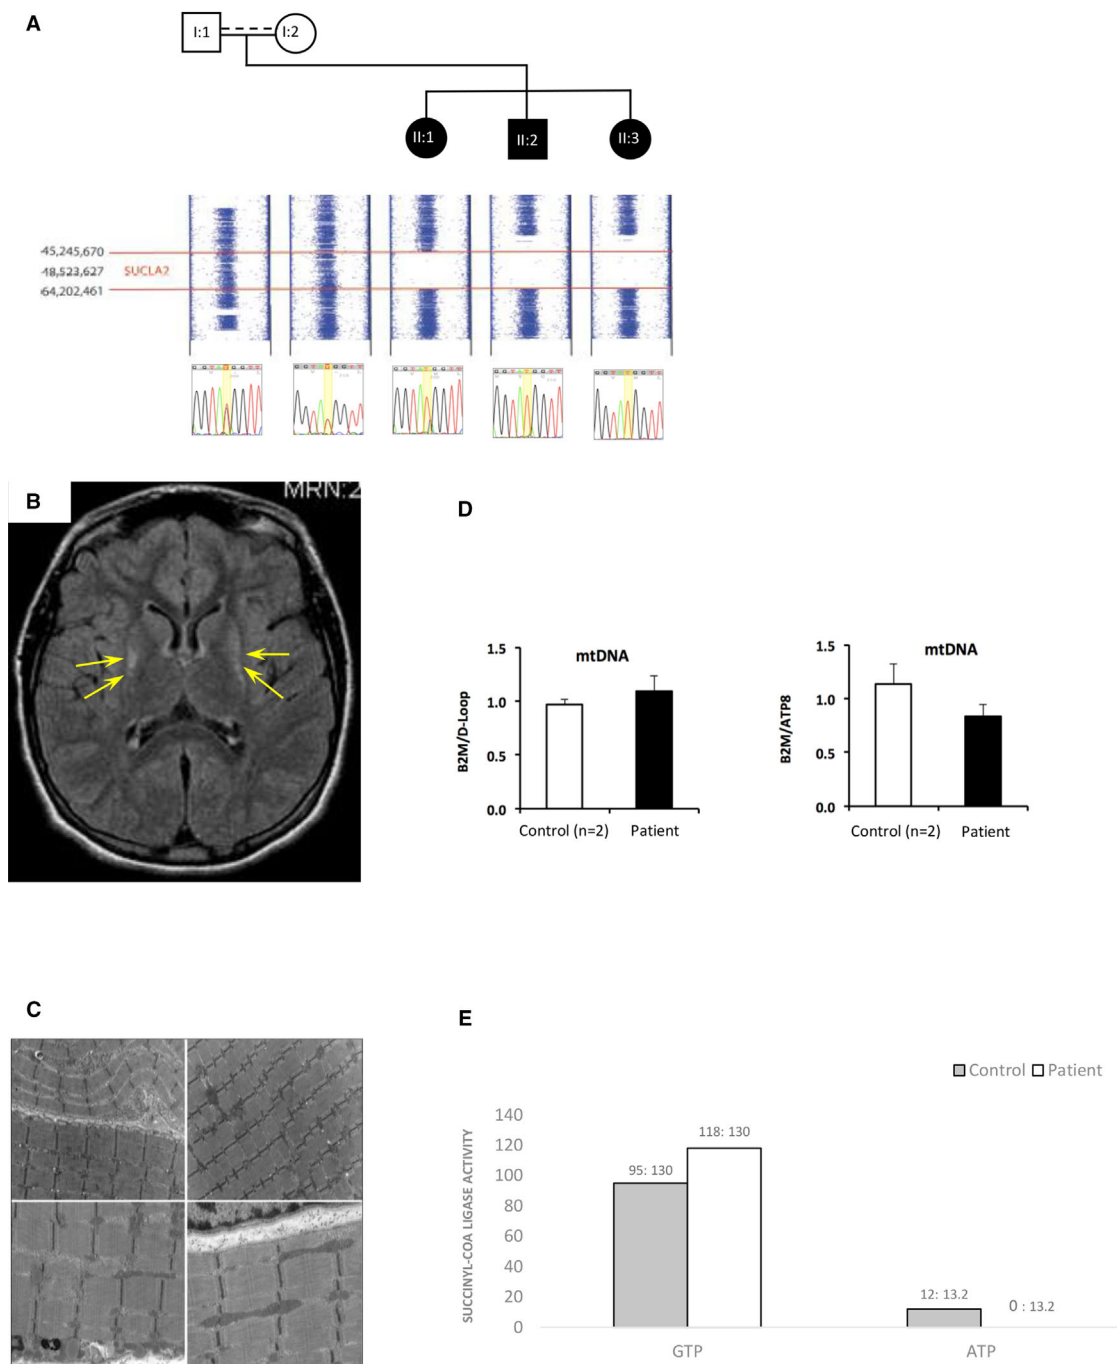 A
I:1
I:2
II:1
II:2
II:3
45,245,670
48,523,627
SUCLA2
64,202,461
B
MRN:2
D
mtDNA
B2M/D-Loop
1.5
1.0
0.5
0.0
Control (n=2)
Patient
mtDNA
B2M/ATP8
1.5
1.0
0.5
0.0
Control (n=2)
Patient
C
E
Control
Patient
SUCCINYL-COA LIGASE ACTIVITY
140
120
100
80
60
40
20
0
95: 130
118: 130
12: 13.2
0 : 13.2
GTP
ATP